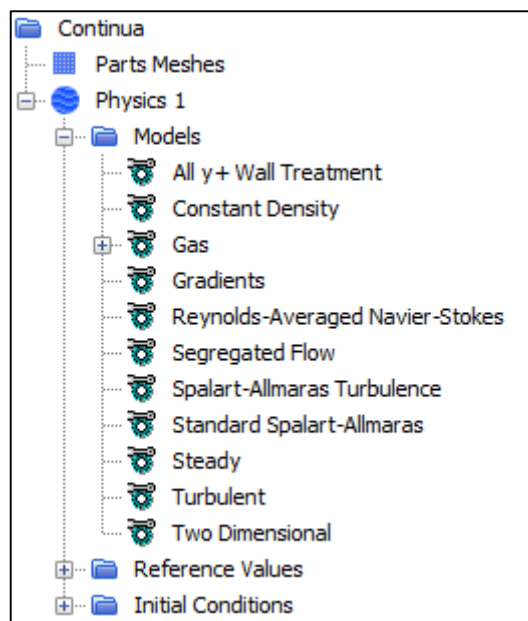 Continua
Parts Meshes
Physics 1
Models
All y+ Wall Treatment
Constant Density
Gas
Gradients
Reynolds-Averaged Navier-Stokes
Segregated Flow
Spalart-Allmaras Turbulence
Standard Spalart-Allmaras
Steady
Turbulent
Two Dimensional
Reference Values
Initial Conditions